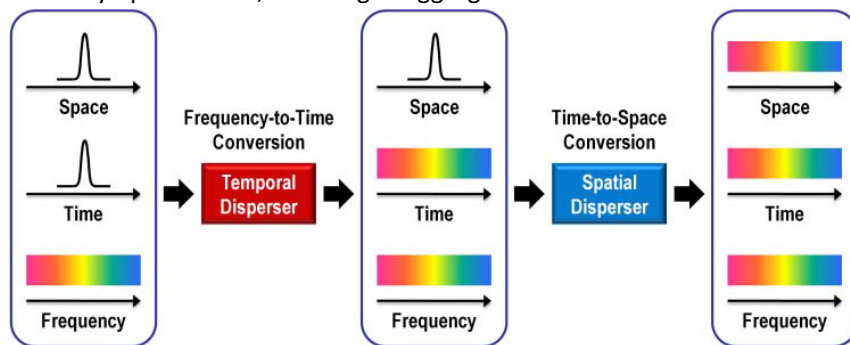 Space
Time
Frequency
Frequency-to-Time
Conversion
Temporal
Disperser
Space
Time
Frequency
Time-to-Space
Conversion
Spatial
Disperser
Space
Time
Frequency